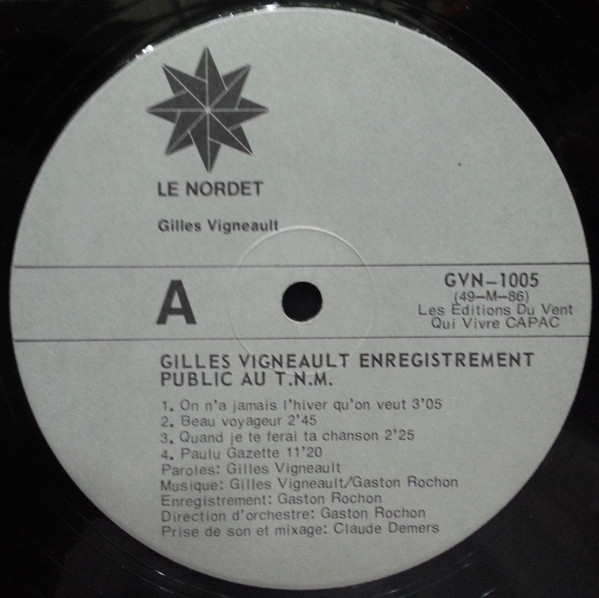 LE NORDET
Gilles Vigneault
A
GVN-1005
(49-M-86)
Les Editions Du Vent
Qui Vivre CAPAC
GILLES VIGNEAULT ENREGISTREMENT
PUBLIC AU T.N.M.
1. On n'a jamais l'hiver qu'on veut 3'05
2. Beau voyageur 2'45
3. Quand je te ferai ta chanson 2'25
4. Paulu Gazette 11'20
Paroles: Gilles Vigneault
Musique: Gilles Vigneault/Gaston Rochon
Enregistrement: Gaston Rochon
Direction d'orchestre: Gaston Rochon
Prise de son et mixage: Claude Demers